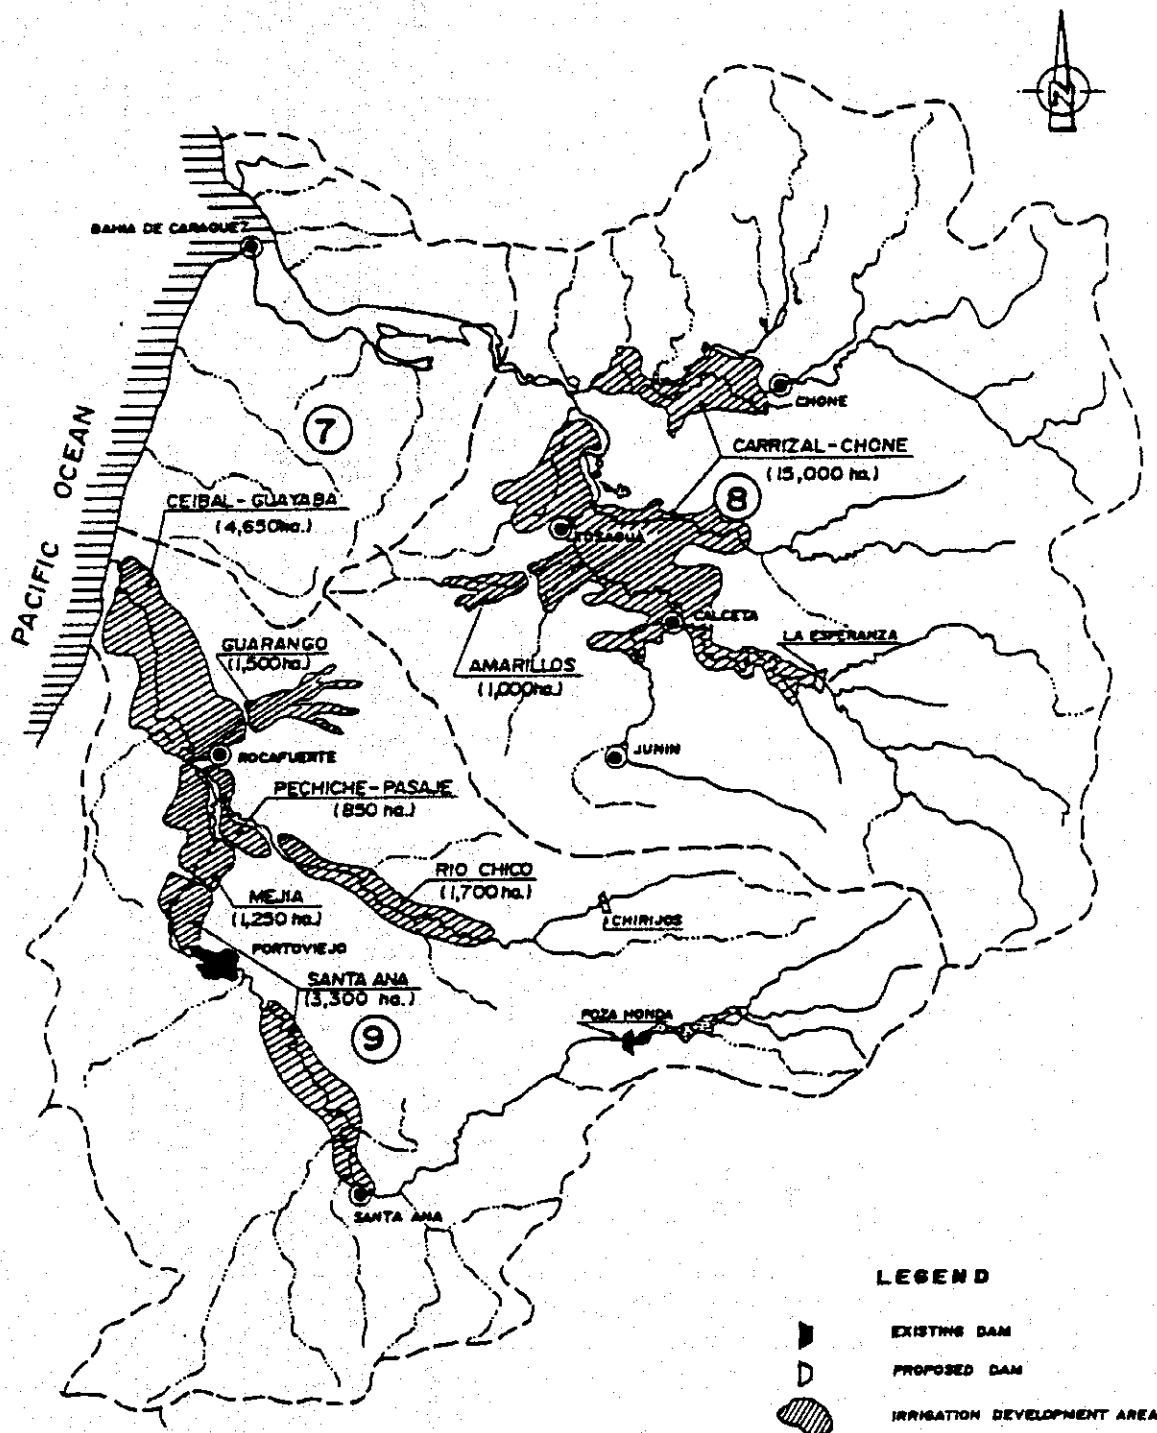 N
BAHIA DE CARAQUEZ
PACIFIC OCEAN
7
CHONE
CARRIZAL-CHONE
(15,000 ha.)
8
CEIBAL-GUAYABA
(4,650ha.)
TOSAGUA
CALCETA
LA ESPERANZA
GUARANGO
(1,500ha.)
AMARILLOS
(1,000ha.)
ROCAFUERTE
JUNIN
PECHICHE-PASAJE
(850 ha.)
RIO CHICO
(1,700 ha.)
MEJIA
(1,250 ha.)
CHIRIJOS
PORTOVIEJO
SANTA ANA
(3,300 ha.)
POZA HONDA
9
SANTA ANA
LEGEND
EXISTING DAM
PROPOSED DAM
IRRIGATION DEVELOPMENT AREA